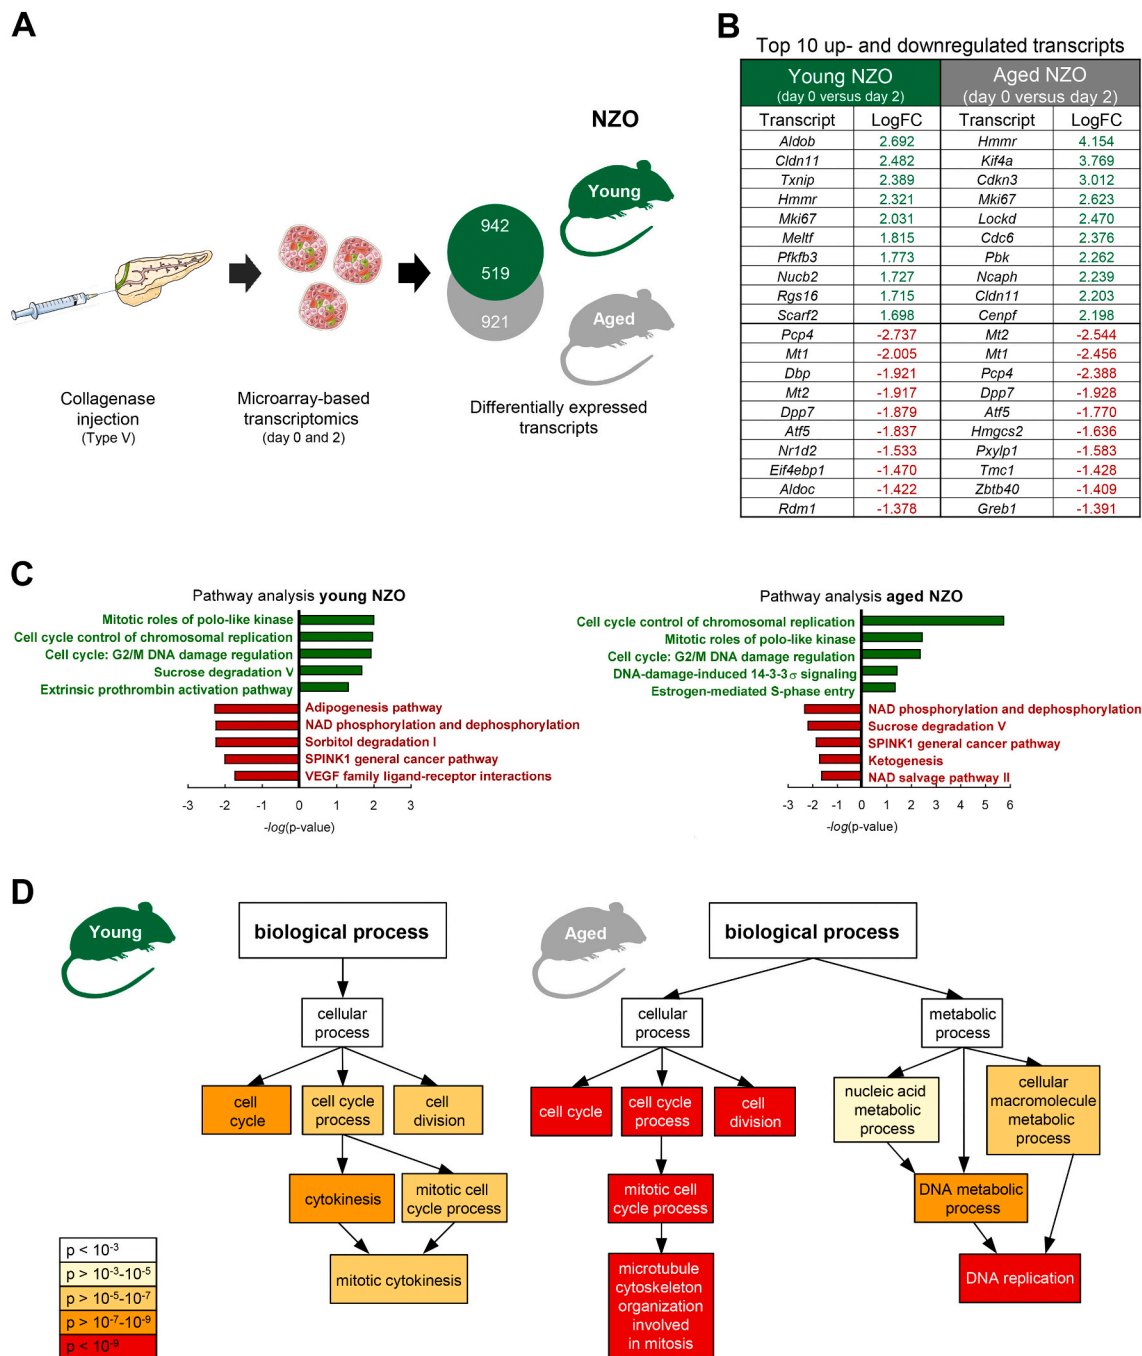 A
NZO
Young
942
519
921
Aged
Collagenase
injection
(Type V)
Microarray-based
transcriptomics
(day 0 and 2)
Differentially expressed
transcripts
B
Top 10 up- and downregulated transcripts
Young NZO Aged NZO
(day 0 versus day 2) (day 0 versus day 2)
Transcript LogFC Transcript LogFC
Aldob 2.692 Hmmr 4.154
Cldn11 2.482 Kif4a 3.769
Txnip 2.389 Cdkn3 3.012
Hmmr 2.321 Mki67 2.623
Mki67 2.031 Lockd 2.470
Meltf 1.815 Cdc6 2.376
Pfkfb3 1.773 Pbk 2.262
Nucb2 1.727 Ncaph 2.239
Rgs16 1.715 Cldn11 2.203
Scarf2 1.698 Cenpf 2.198
Pcp4 -2.737 Mt2 -2.544
Mt1 -2.005 Mt1 -2.456
Dbp -1.921 Pcp4 -2.388
Mt2 -1.917 Dpp7 -1.928
Dpp7 -1.879 Atf5 -1.770
Atf5 -1.837 Hmgcs2 -1.636
Nr1d2 -1.533 Pxylp1 -1.583
Eif4ebp1 -1.470 Tmc1 -1.428
Aldoc -1.422 Zbtb40 -1.409
Rdm1 -1.378 Greb1 -1.391
C
Pathway analysis young NZO
Mitotic roles of polo-like kinase
Cell cycle control of chromosomal replication
Cell cycle: G2/M DNA damage regulation
Sucrose degradation V
Extrinsic prothrombin activation pathway
Adipogenesis pathway
NAD phosphorylation and dephosphorylation
Sorbitol degradation I
SPINK1 general cancer pathway
VEGF family ligand-receptor interactions
-3 -2 -1 0 1 2 3
-log(p-value)
Pathway analysis aged NZO
Cell cycle control of chromosomal replication
Mitotic roles of polo-like kinase
Cell cycle: G2/M DNA damage regulation
DNA-damage-induced 14-3-3σ signaling
Estrogen-mediated S-phase entry
NAD phosphorylation and dephosphorylation
Sucrose degradation V
SPINK1 general cancer pathway
Ketogenesis
NAD salvage pathway II
-3 -2 -1 0 1 2 3 4 5 6
-log(p-value)
D
Young
biological process
cellular
process
cell
cycle
cell cycle
process
cell
division
cytokinesis
mitotic cell
cycle process
mitotic cytokinesis
Aged
biological process
cellular
process
metabolic
process
cell cycle
cell cycle
process
cell
division
nucleic acid
metabolic
process
cellular
macromolecule
metabolic
process
mitotic cell
cycle process
DNA metabolic
process
microtubule
cytoskeleton
organization
involved
in mitosis
DNA replication
p < 10⁻³
p > 10⁻³-10⁻⁵
p > 10⁻⁵-10⁻⁷
p > 10⁻⁷-10⁻⁹
p < 10⁻⁹